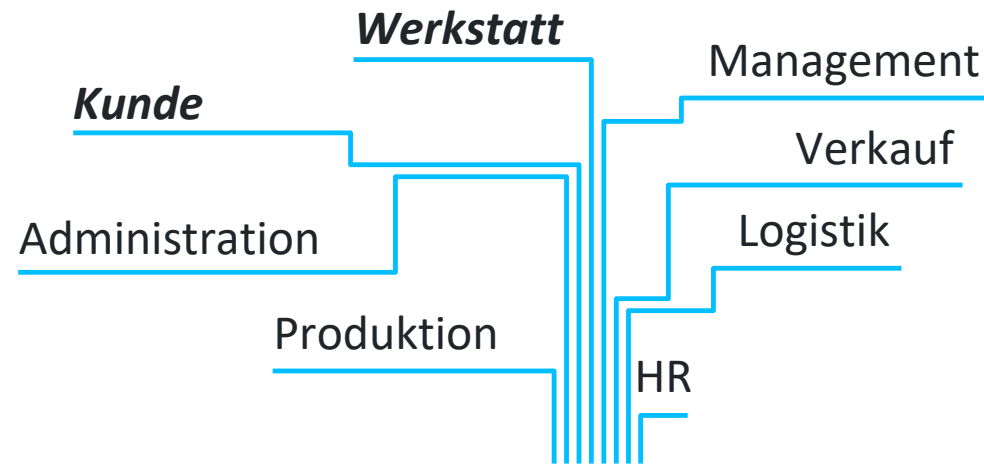 Werkstatt
Management
Kunde
Verkauf
Administration
Logistik
Produktion
HR